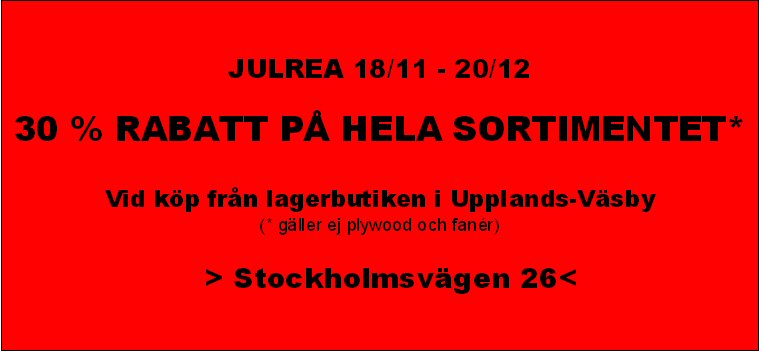 JULREA 18/11 - 20/12
30 % RABATT PÅ HELA SORTIMENTET*
Vid köp från lagerbutiken i Upplands-Väsby
(* gäller ej plywood och fanér)
> Stockholmsvägen 26<